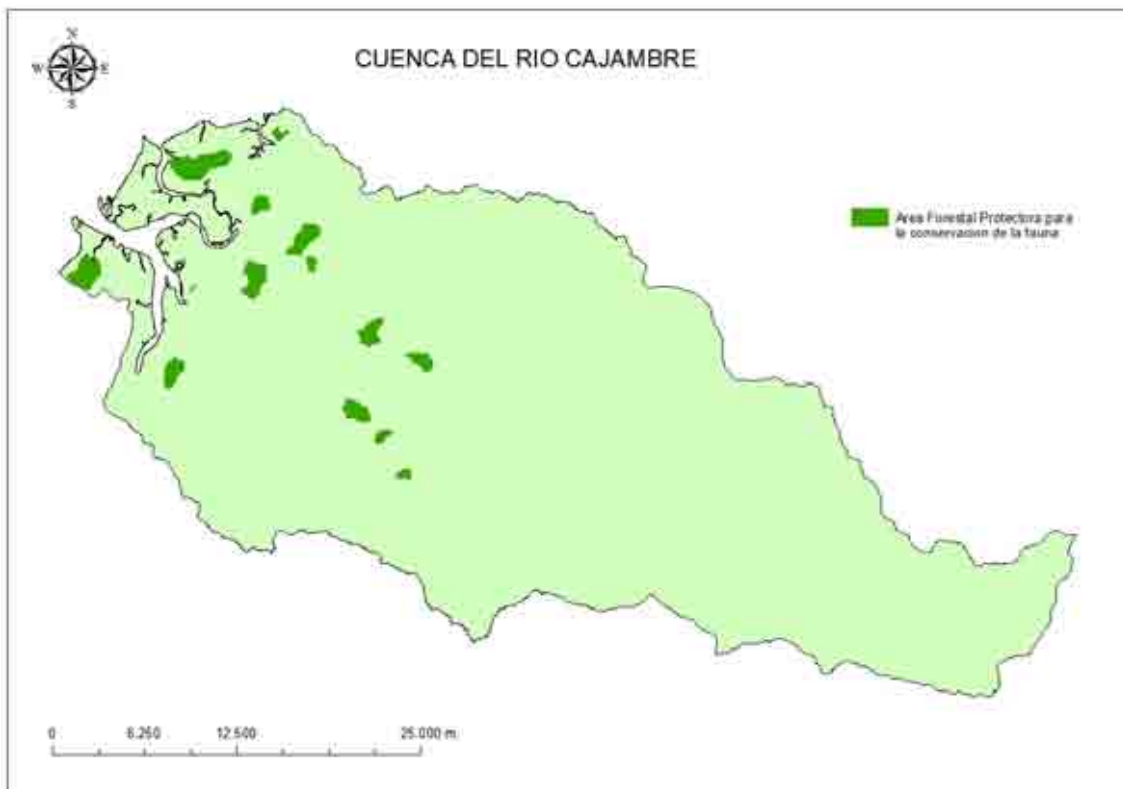 N
W E
S
CUENCA DEL RIO CAJAMBRE
Area Forestal Protectora para
la conservacion de la fauna
0 6.250 12.500 25.000 m